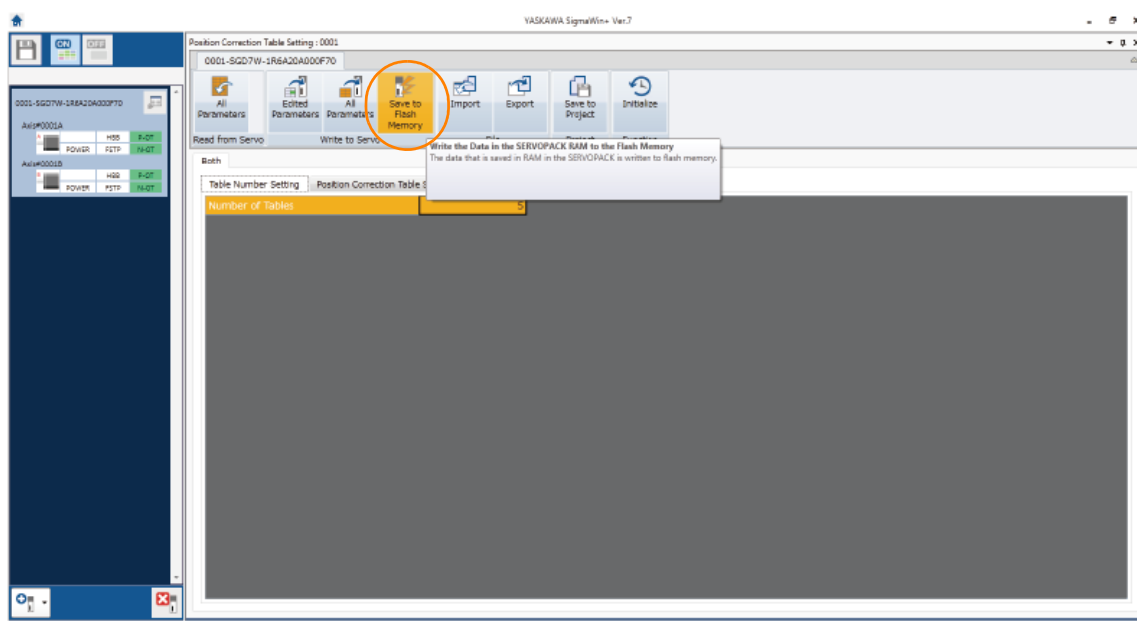 YASKAWA SigmaWin+ Ver.7
ON OFF
Position Correction Table Setting : 0001
0001-SGD7W-1R6A20A000F70
All Parameters
Edited Parameters
All Parameters
Save to Flash Memory
Import
Export
Save to Project
Initialize
Read from Servo
Write to Servo
Write the Data in the SERVOPACK RAM to the Flash Memory
The data that is saved in RAM in the SERVOPACK is written to flash memory.
0001-SGD7W-1R6A20A000F70
Axis#0001A
HBB P-OT
POWER FSTP N-OT
Axis#0001B
HBB P-OT
POWER FSTP N-OT
Both
Table Number Setting
Position Correction Table S
Number of Tables 5